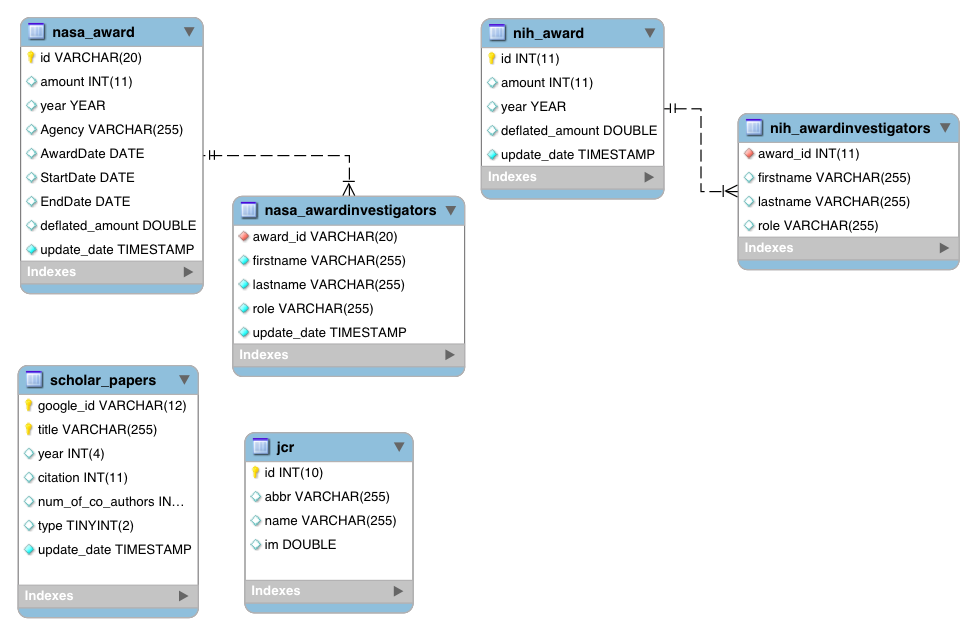 nasa_award
id VARCHAR(20)
amount INT(11)
year YEAR
Agency VARCHAR(255)
AwardDate DATE
StartDate DATE
EndDate DATE
deflated_amount DOUBLE
update_date TIMESTAMP
Indexes
nih_award
id INT(11)
amount INT(11)
year YEAR
deflated_amount DOUBLE
update_date TIMESTAMP
Indexes
nih_awardinvestigators
award_id INT(11)
firstname VARCHAR(255)
lastname VARCHAR(255)
role VARCHAR(255)
Indexes
nasa_awardinvestigators
award_id VARCHAR(20)
firstname VARCHAR(255)
lastname VARCHAR(255)
role VARCHAR(255)
update_date TIMESTAMP
Indexes
scholar_papers
google_id VARCHAR(12)
title VARCHAR(255)
year INT(4)
citation INT(11)
num_of_co_authors IN...
type TINYINT(2)
update_date TIMESTAMP
Indexes
jcr
id INT(10)
abbr VARCHAR(255)
name VARCHAR(255)
im DOUBLE
Indexes